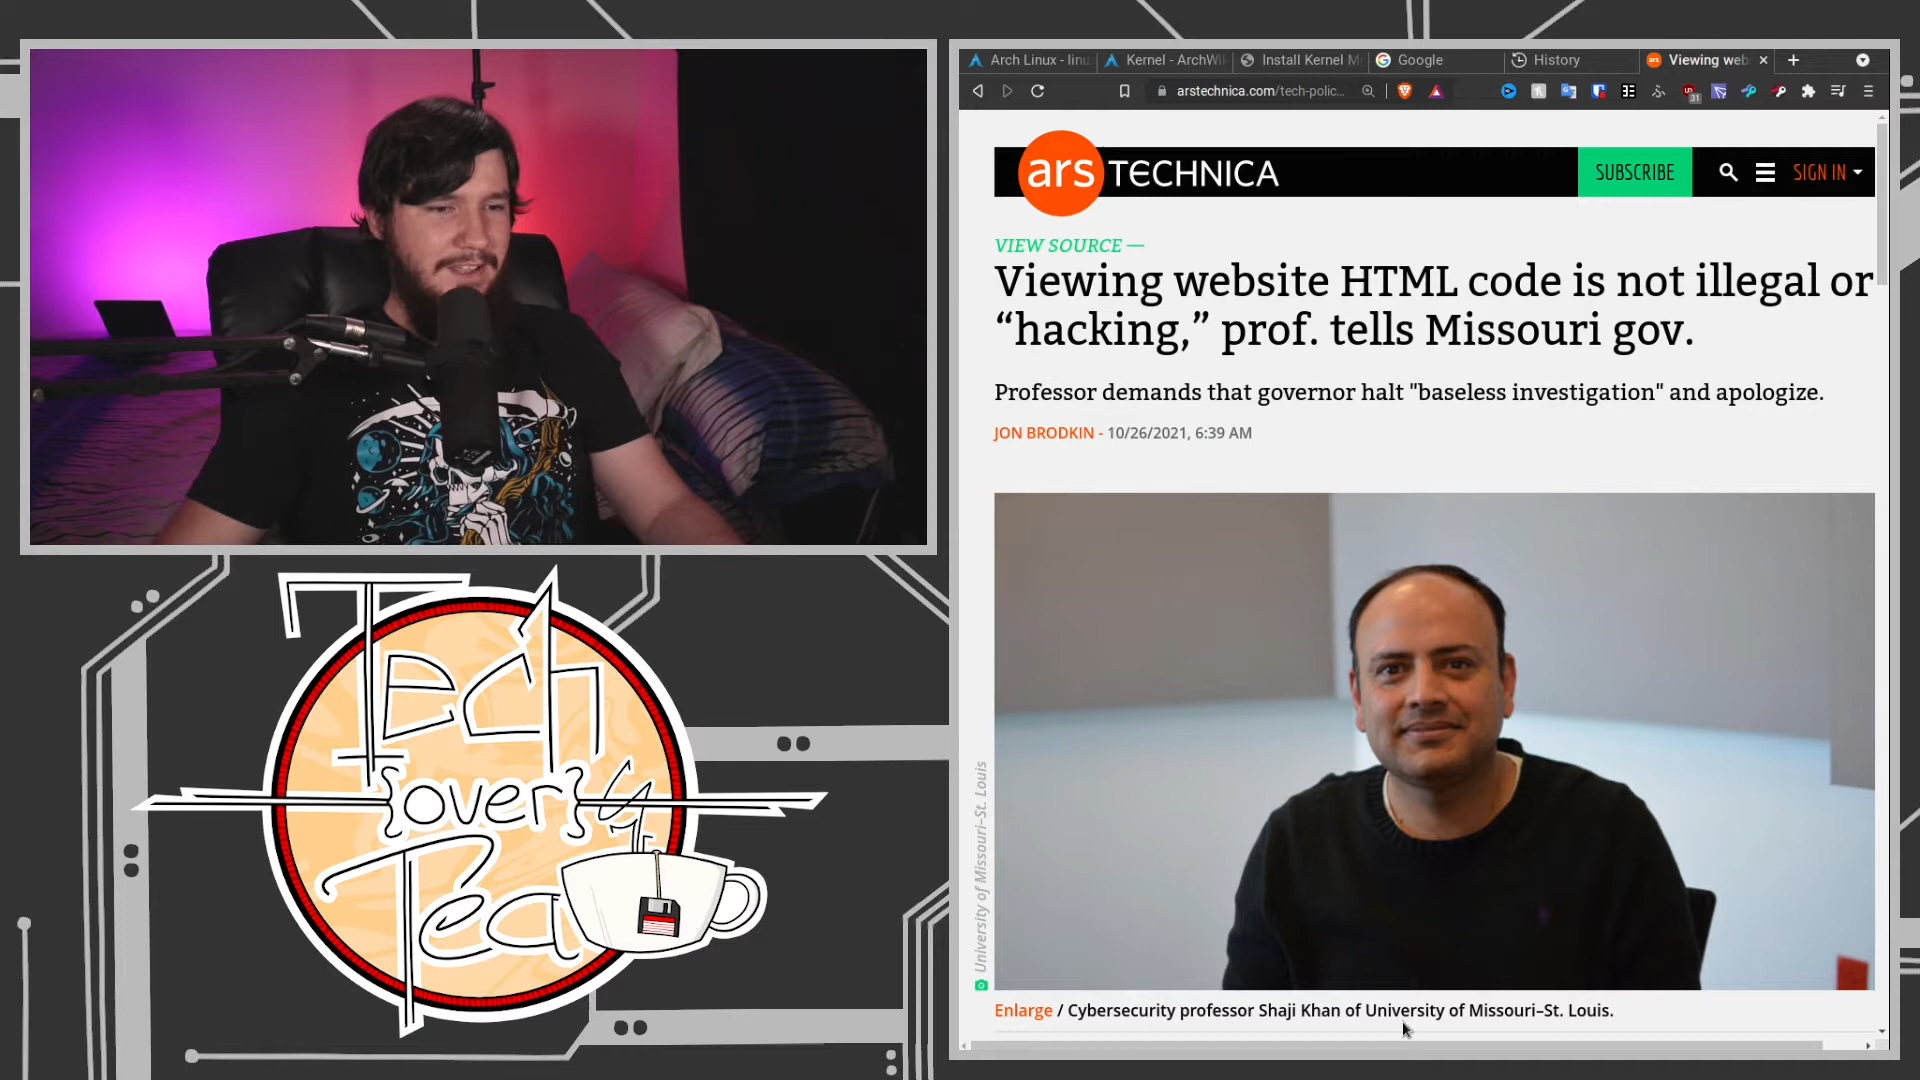 Arch Linux - linu
Kernel - ArchWi
Install Kernel M
Google
History
Viewing web
arstechnica.com/tech-polic...
31
ars TECHNICA
SUBSCRIBE
SIGN IN
VIEW SOURCE —
Viewing website HTML code is not illegal or
“hacking,” prof. tells Missouri gov.
Professor demands that governor halt "baseless investigation" and apologize.
JON BRODKIN - 10/26/2021, 6:39 AM
University of Missouri–St. Louis
Enlarge / Cybersecurity professor Shaji Khan of University of Missouri–St. Louis.
Tech
{over}
Tea